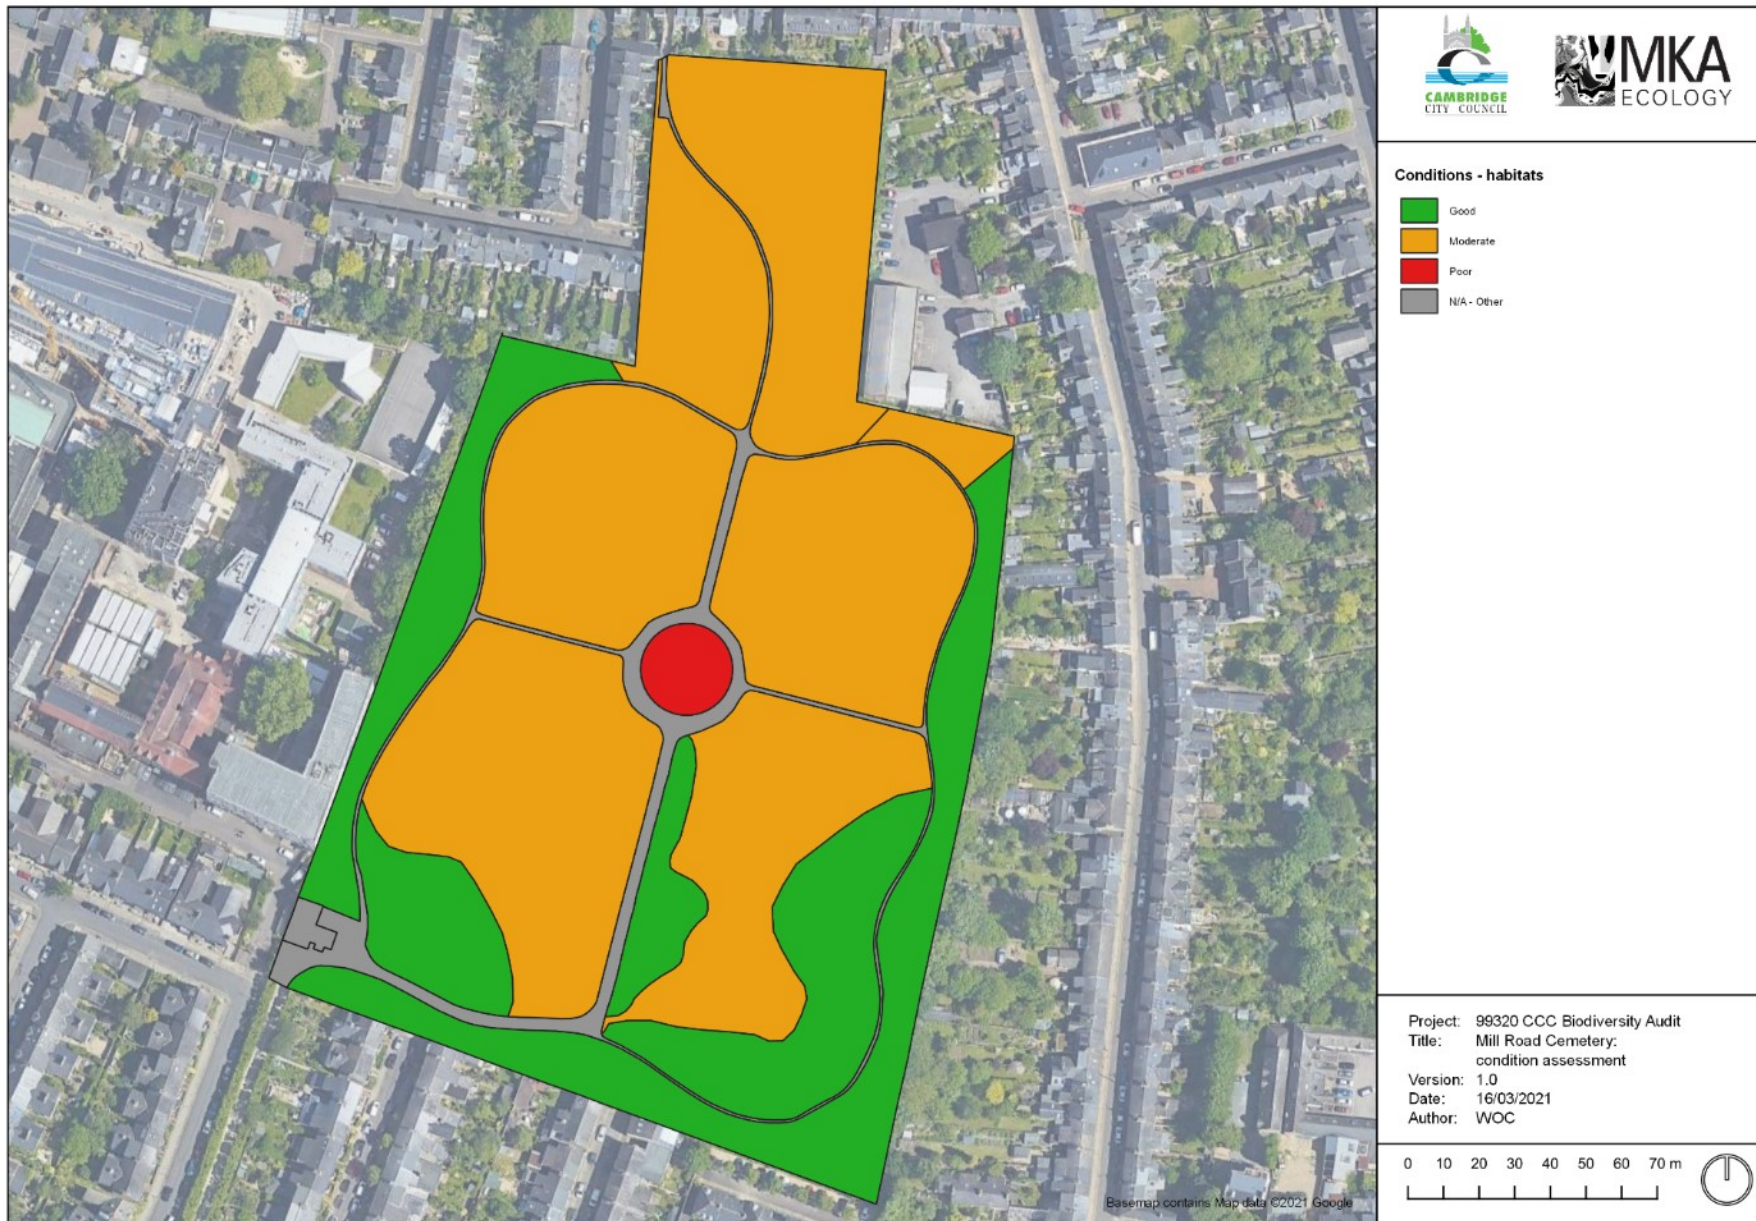 CAMBRIDGE
CITY COUNCIL
MKA
ECOLOGY
Conditions - habitats
Good
Moderate
Poor
N/A - Other
Project: 99320 CCC Biodiversity Audit
Title: Mill Road Cemetery:
condition assessment
Version: 1.0
Date: 16/03/2021
Author: WOC
0 10 20 30 40 50 60 70 m
Basemap contains Map data ©2021 Google